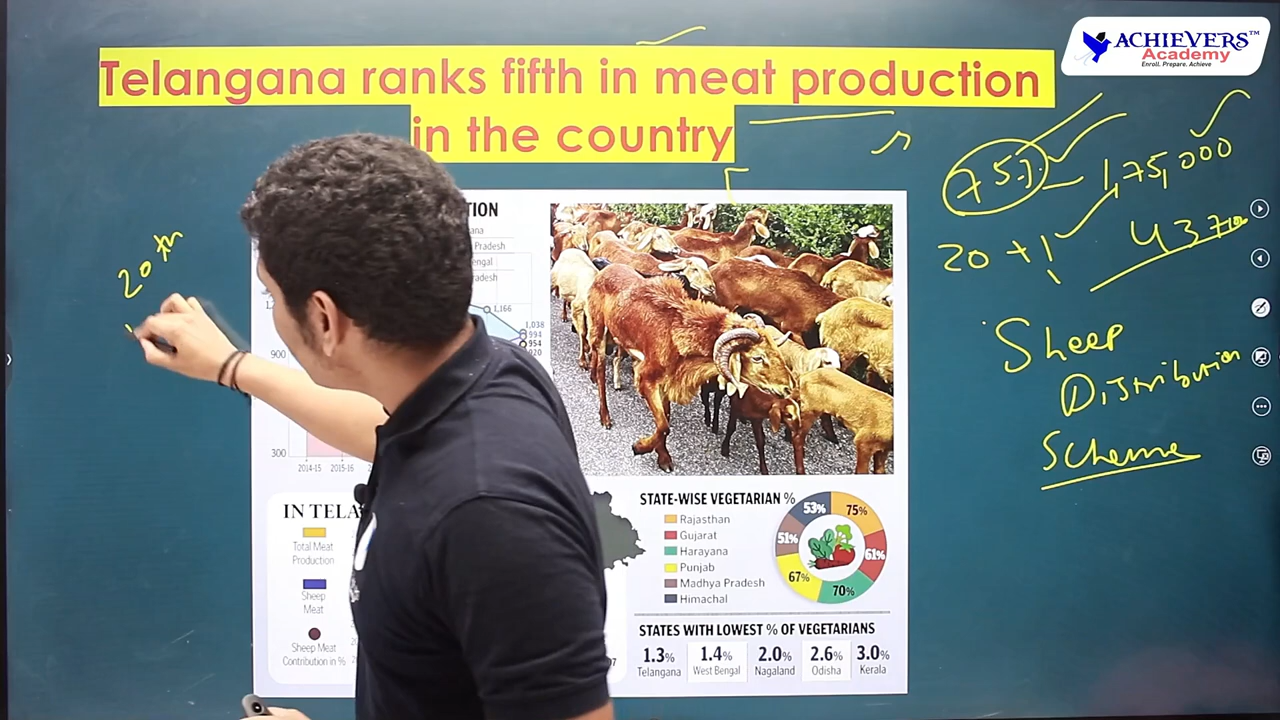 ACHIEVERS™
Academy
Enroll. Prepare. Achieve
Telangana ranks fifth in meat production
in the country
75%
1,75,000
20+1
20th
Sheep
Distribution
Scheme
1,166
1,038
994
954
920
900
300
2014-15 2015-16
IN
Total Meat
Production
Sheep
Meat
Sheep Meat
Contribution in %
STATE-WISE VEGETARIAN %
Rajasthan
Gujarat
Harayana
Punjab
Madhya Pradesh
Himachal
53%
75%
51%
61%
67%
70%
STATES WITH LOWEST % OF VEGETARIANS
1.3% 1.4% 2.0% 2.6% 3.0%
Telangana West Bengal Nagaland Odisha Kerala